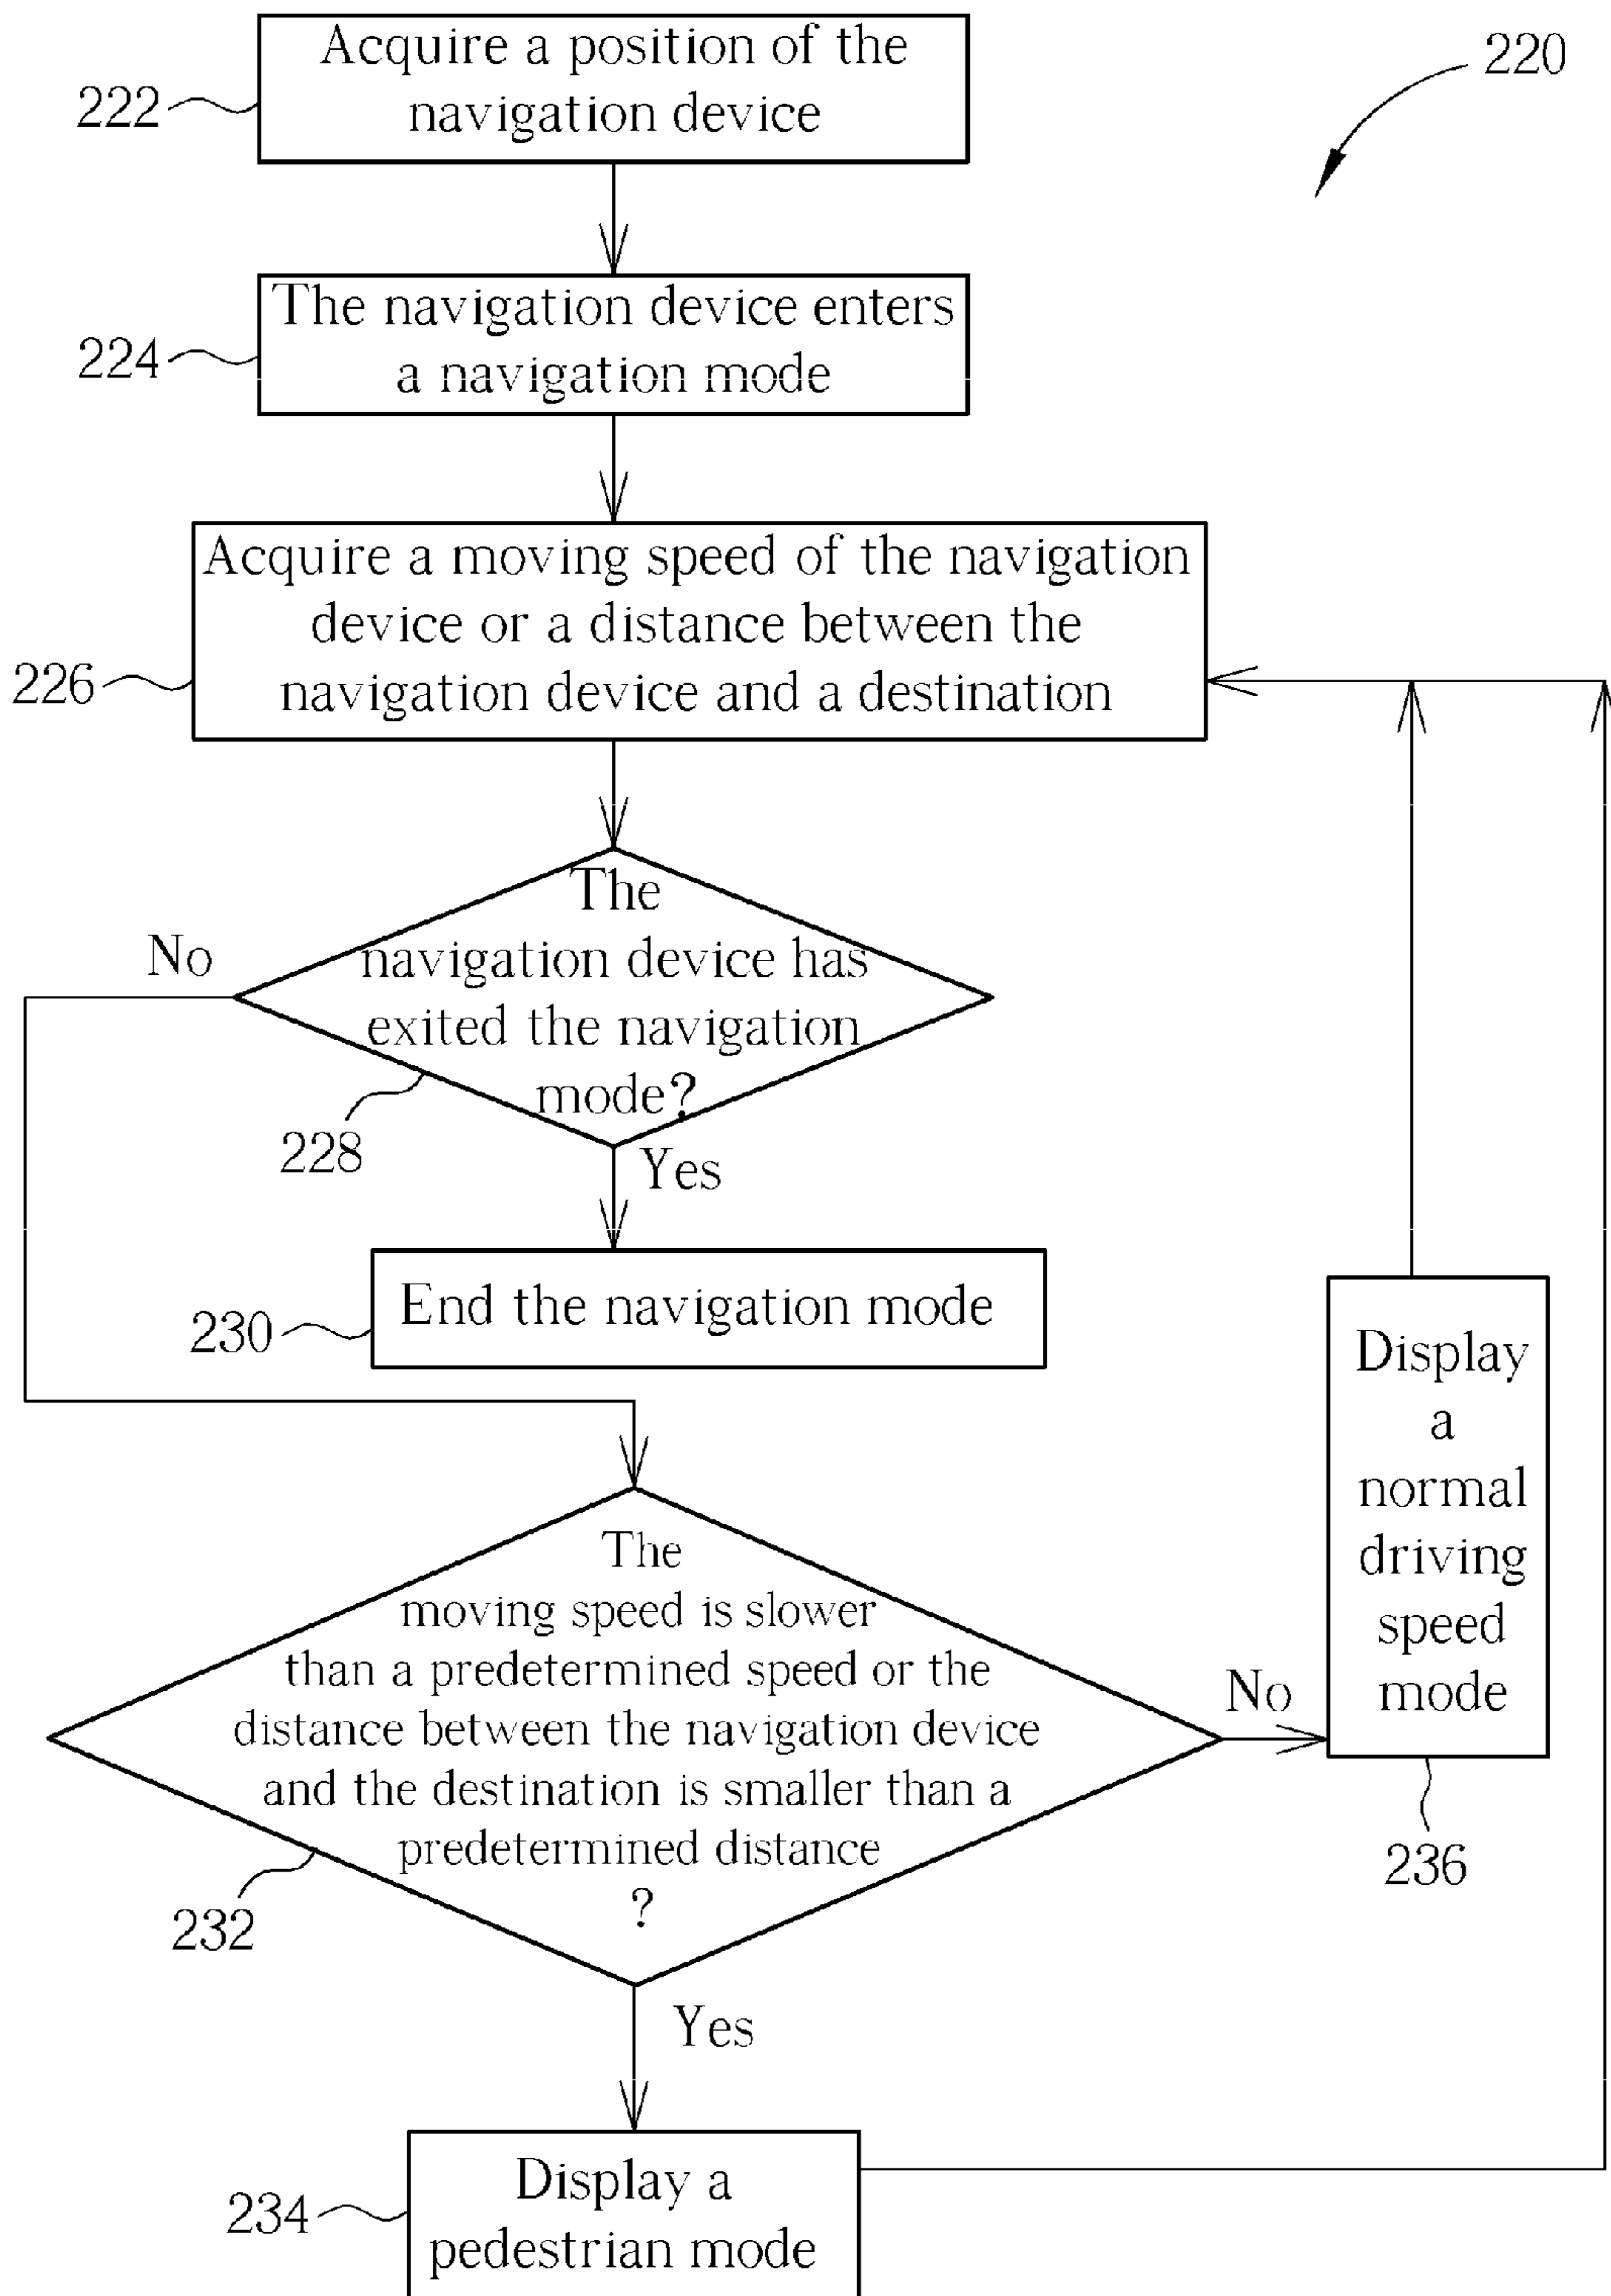 220
Acquire a position of the
navigation device
222
The navigation device enters
a navigation mode
224
Acquire a moving speed of the navigation
device or a distance between the
navigation device and a destination
226
The
navigation device has
exited the navigation
mode?
No
228
Yes
End the navigation mode
230
The
moving speed is slower
than a predetermined speed or the
distance between the navigation device
and the destination is smaller than a
predetermined distance
?
232
No
Display
a
normal
driving
speed
mode
236
Yes
Display a
pedestrian mode
234